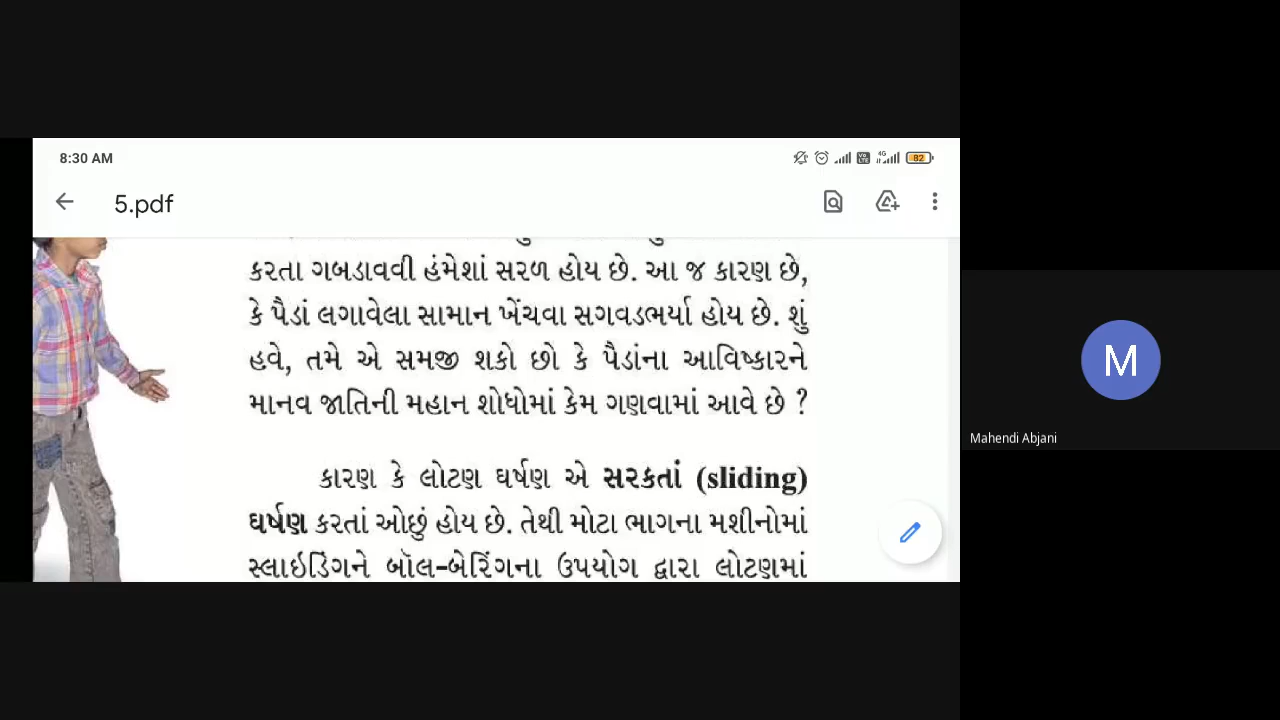 8:30 AM
82
5.pdf
કરતા ગબડાવવી હંમેશાં સરળ હોય છે. આ જ કારણ છે,
કે પૈડાં લગાવેલા સામાન ખેંચવા સગવડભર્યા હોય છે. શું
હવે, તમે એ સમજી શકો છો કે પૈડાંના આવિષ્કારને
માનવ જાતિની મહાન શોધોમાં કેમ ગણવામાં આવે છે ?
કારણ કે લોટણ ઘર્ષણ એ સરકતાં (sliding)
ઘર્ષણ કરતાં ઓછું હોય છે. તેથી મોટા ભાગના મશીનોમાં
સ્લાઇડિંગને બૉલ-બેરિંગના ઉપયોગ દ્વારા લોટણમાં
M
Mahendi Abjani